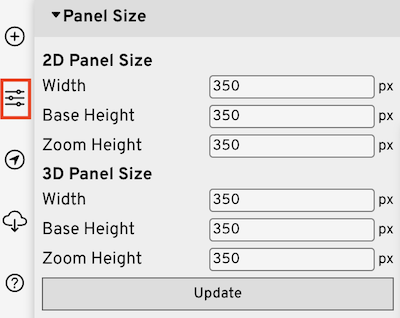 Panel Size
2D Panel Size
Width 350 px
Base Height 350 px
Zoom Height 350 px
3D Panel Size
Width 350 px
Base Height 350 px
Zoom Height 350 px
Update